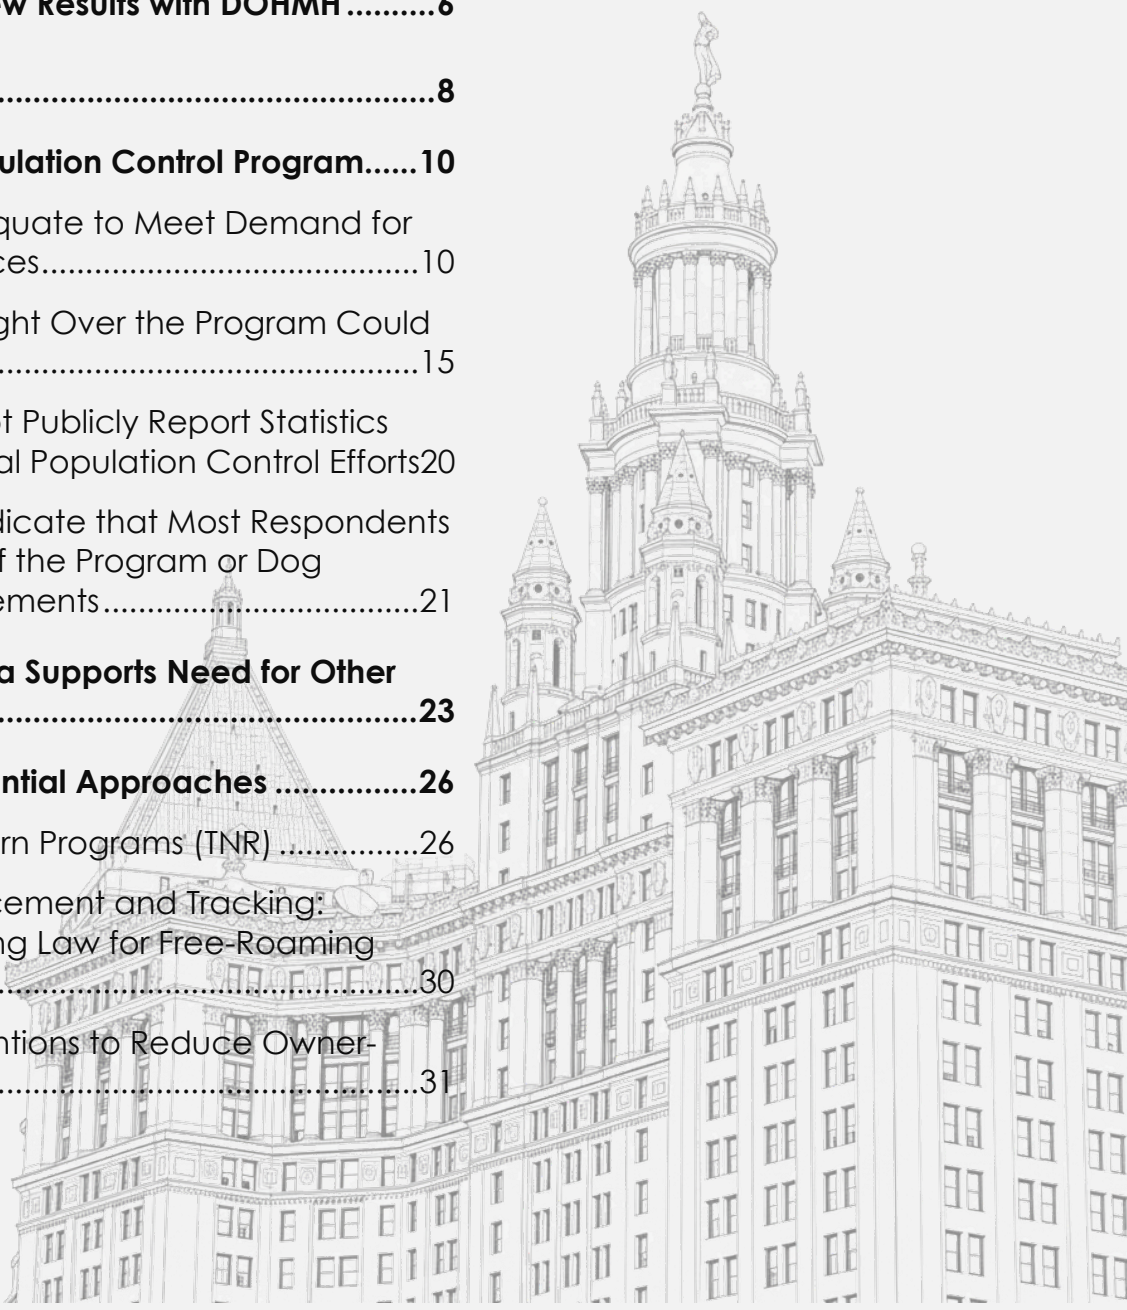 ew Results with DOHMH..........6
........................................................8
ulation Control Program......10
quate to Meet Demand for
ces..........................................10
ght Over the Program Could
...............................................15
ot Publicly Report Statistics
al Population Control Efforts20
dicate that Most Respondents
f the Program or Dog
ements...................................21
a Supports Need for Other
...............................................23
ntial Approaches ...............26
rn Programs (TNR) ...............26
cement and Tracking:
ng Law for Free-Roaming
...............................................30
ntions to Reduce Owner-
...............................................31